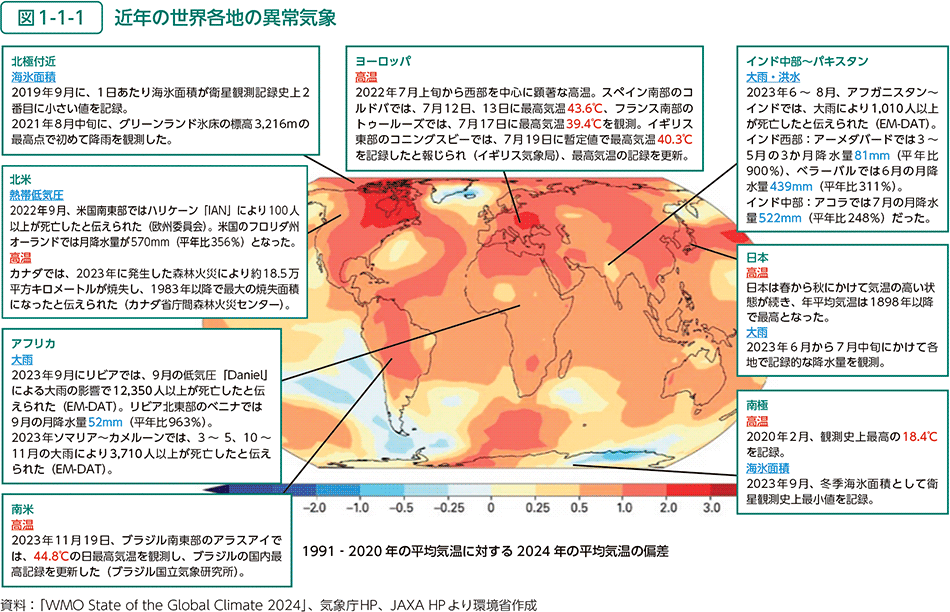 図1-1-1 近年の世界各地の異常気象
北極付近
海氷面積
2019年9月に、1日あたり海氷面積が衛星観測記録史上2
番目に小さい値を記録。
2021年8月中旬に、グリーンランド氷床の標高3,216mの
最高点で初めて降雨を観測した。
ヨーロッパ
高温
2022年7月上旬から西部を中心に顕著な高温。スペイン南部のコ
ルドバでは、7月12日、13日に最高気温43.6℃、フランス南部の
トゥールーズでは、7月17日に最高気温39.4℃を観測。イギリス
東部のコニングスビーでは、7月19日に暫定値で最高気温40.3℃
を記録したと報じられ（イギリス気象局）、最高気温の記録を更新。
インド中部～パキスタン
大雨・洪水
2023年6～8月、アフガニスタン～
インドでは、大雨により1,010人以上
が死亡したと伝えられた（EM-DAT）。
インド西部：アーメダバードでは3～
5月の3か月降水量81mm（平年比
900%）、ベラーバルでは6月の月降
水量439mm（平年比311%）。
インド中部：アコラでは7月の月降水
量522mm（平年比248%）だった。
北米
熱帯低気圧
2022年9月、米国南東部ではハリケーン「IAN」により100人
以上が死亡したと伝えられた（欧州委員会）。米国のフロリダ州
オーランドでは月降水量が570mm（平年比356%）となった。
高温
カナダでは、2023年に発生した森林火災により約18.5万
平方キロメートルが焼失し、1983年以降で最大の焼失面積
になったと伝えられた（カナダ省庁間森林火災センター）。
日本
高温
日本は春から秋にかけて気温の高い状
態が続き、年平均気温は1898年以降
で最高となった。
大雨
2023年6月から7月中旬にかけて各
地で記録的な降水量を観測。
アフリカ
大雨
2023年9月にリビアでは、9月の低気圧「Daniel」
による大雨の影響で12,350人以上が死亡したと伝
えられた（EM-DAT）。リビア北東部のベニナでは
9月の月降水量52mm（平年比963%）。
2023年ソマリア～カメルーンでは、3～5、10～
11月の大雨により3,710人以上が死亡したと伝え
られた（EM-DAT）。
南極
高温
2020年2月、観測史上最高の18.4℃
を記録。
海氷面積
2023年9月、冬季海氷面積として衛
星観測史上最小値を記録。
南米
高温
2023年11月19日、ブラジル南東部のアラスアイで
は、44.8℃の日最高気温を観測し、ブラジルの国内最
高記録を更新した（ブラジル国立気象研究所）。
-2.0 -1.0 -0.5 -0.25 0 0.25 0.5 1.0 2.0 3.0
1991 - 2020 年の平均気温に対する 2024 年の平均気温の偏差
資料：「WMO State of the Global Climate 2024」、気象庁HP、JAXA HPより環境省作成